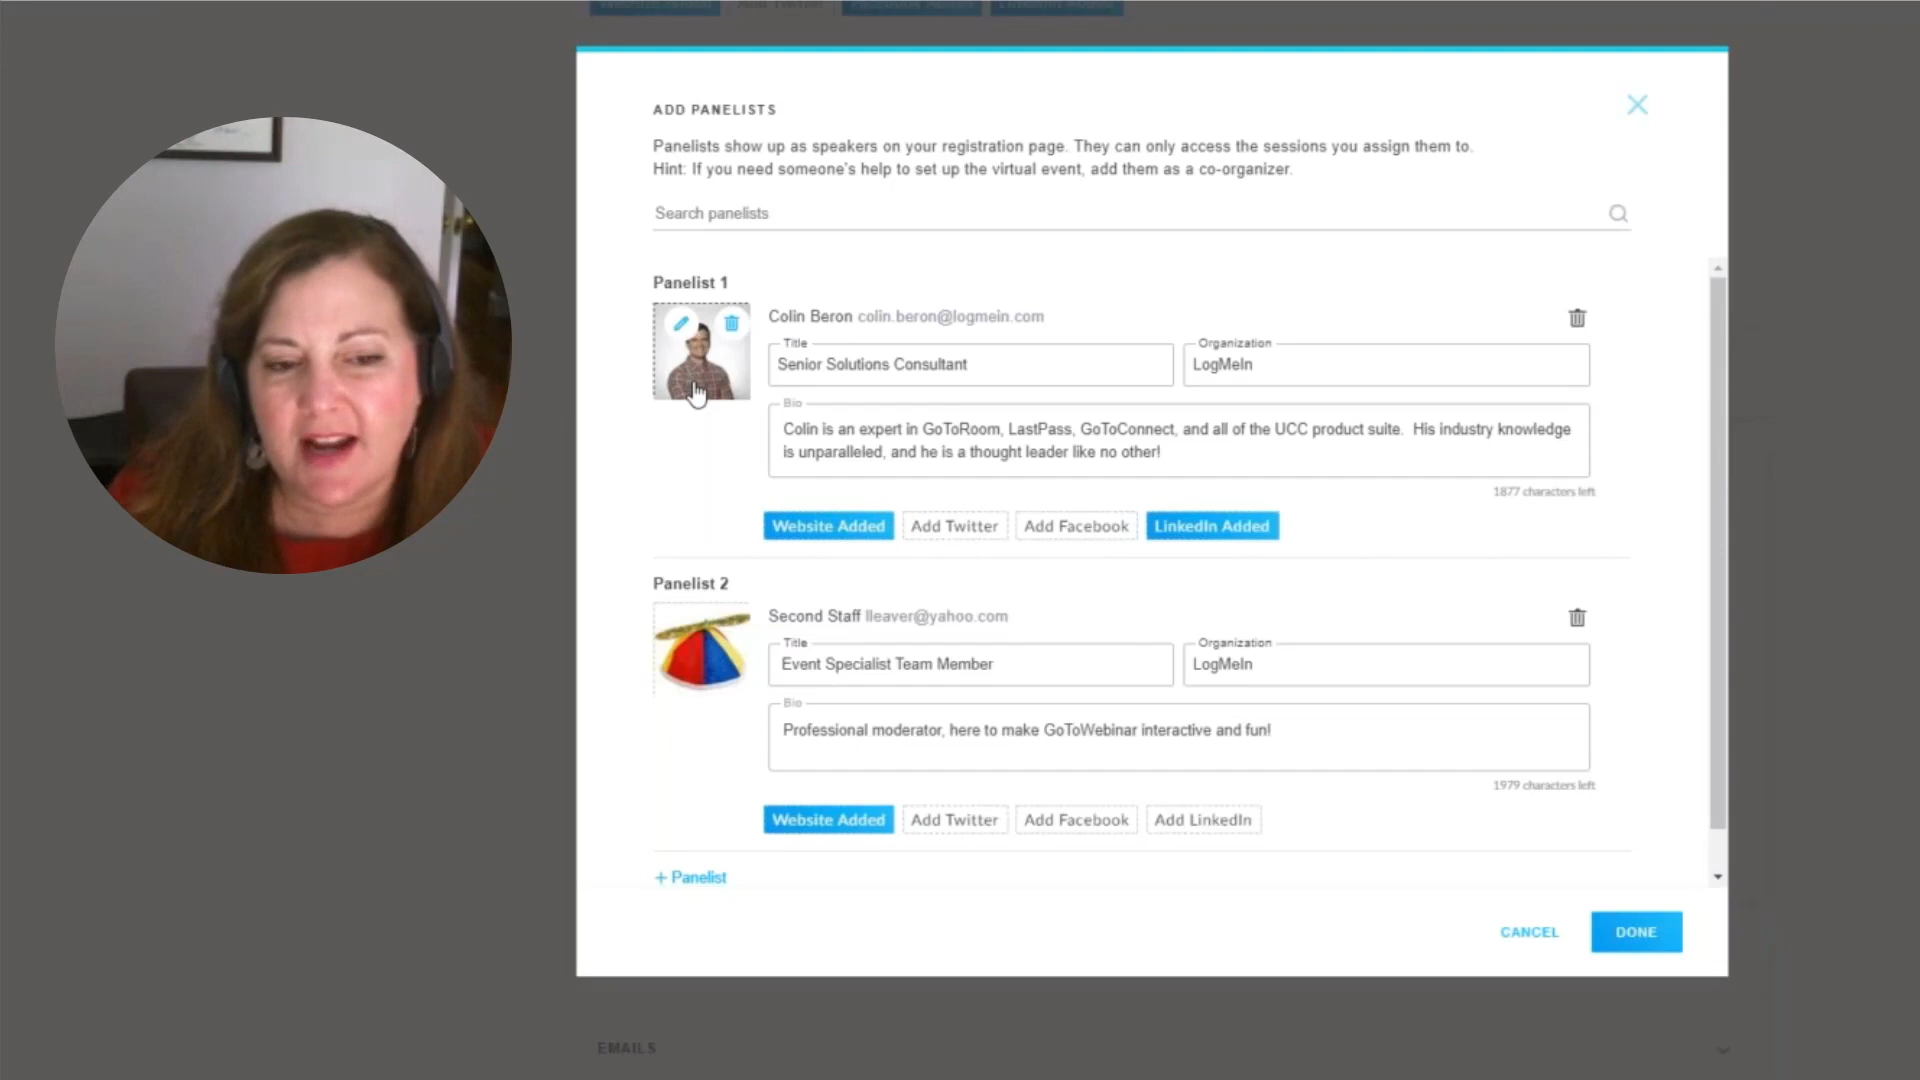 ADD PANELISTS
Panelists show up as speakers on your registration page. They can only access the sessions you assign them to.
Hint: If you need someone's help to set up the virtual event, add them as a co-organizer.
Search panelists
Panelist 1
Colin Beron colin.beron@logmein.com
Title
Organization
Senior Solutions Consultant
LogMeIn
Bio
Colin is an expert in GoToRoom, LastPass, GoToConnect, and all of the UCC product suite. His industry knowledge
is unparalleled, and he is a thought leader like no other!
1877 characters left
Website Added
Add Twitter
Add Facebook
LinkedIn Added
Panelist 2
Second Staff lleaver@yahoo.com
Title
Organization
Event Specialist Team Member
LogMeIn
Bio
Professional moderator, here to make GoToWebinar interactive and fun!
1979 characters left
Website Added
Add Twitter
Add Facebook
Add LinkedIn
+ Panelist
CANCEL
DONE
EMAILS